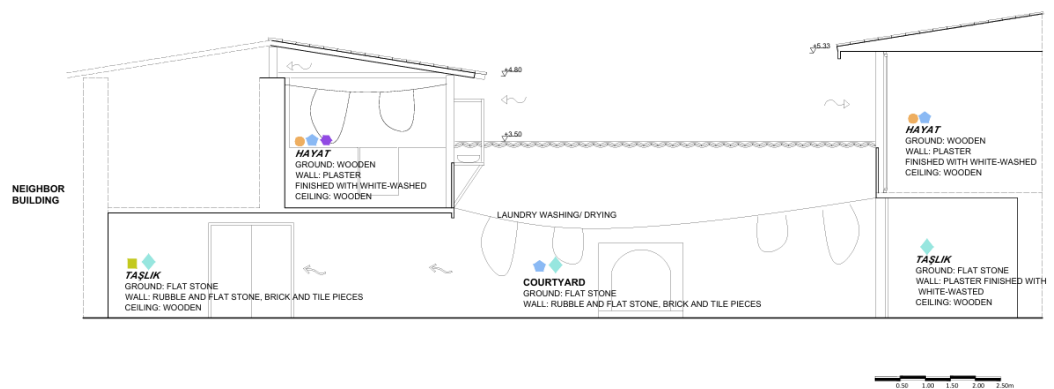 +5.33
+4.80
+3.50
HAYAT
GROUND: WOODEN
WALL: PLASTER
FINISHED WITH WHITE-WASHED
CEILING: WOODEN
HAYAT
GROUND: WOODEN
WALL: PLASTER
FINISHED WITH WHITE-WASHED
CEILING: WOODEN
NEIGHBOR
BUILDING
LAUNDRY WASHING/ DRYING
TAŞLIK
GROUND: FLAT STONE
WALL: RUBBLE AND FLAT STONE, BRICK AND TILE PIECES
CEILING: WOODEN
COURTYARD
GROUND: FLAT STONE
WALL: RUBBLE AND FLAT STONE, BRICK AND TILE PIECES
TAŞLIK
GROUND: FLAT STONE
WALL: PLASTER FINISHED WITH
WHITE-WASTED
CEILING: WOODEN
0.50 1.00 1.50 2.00 2.50m